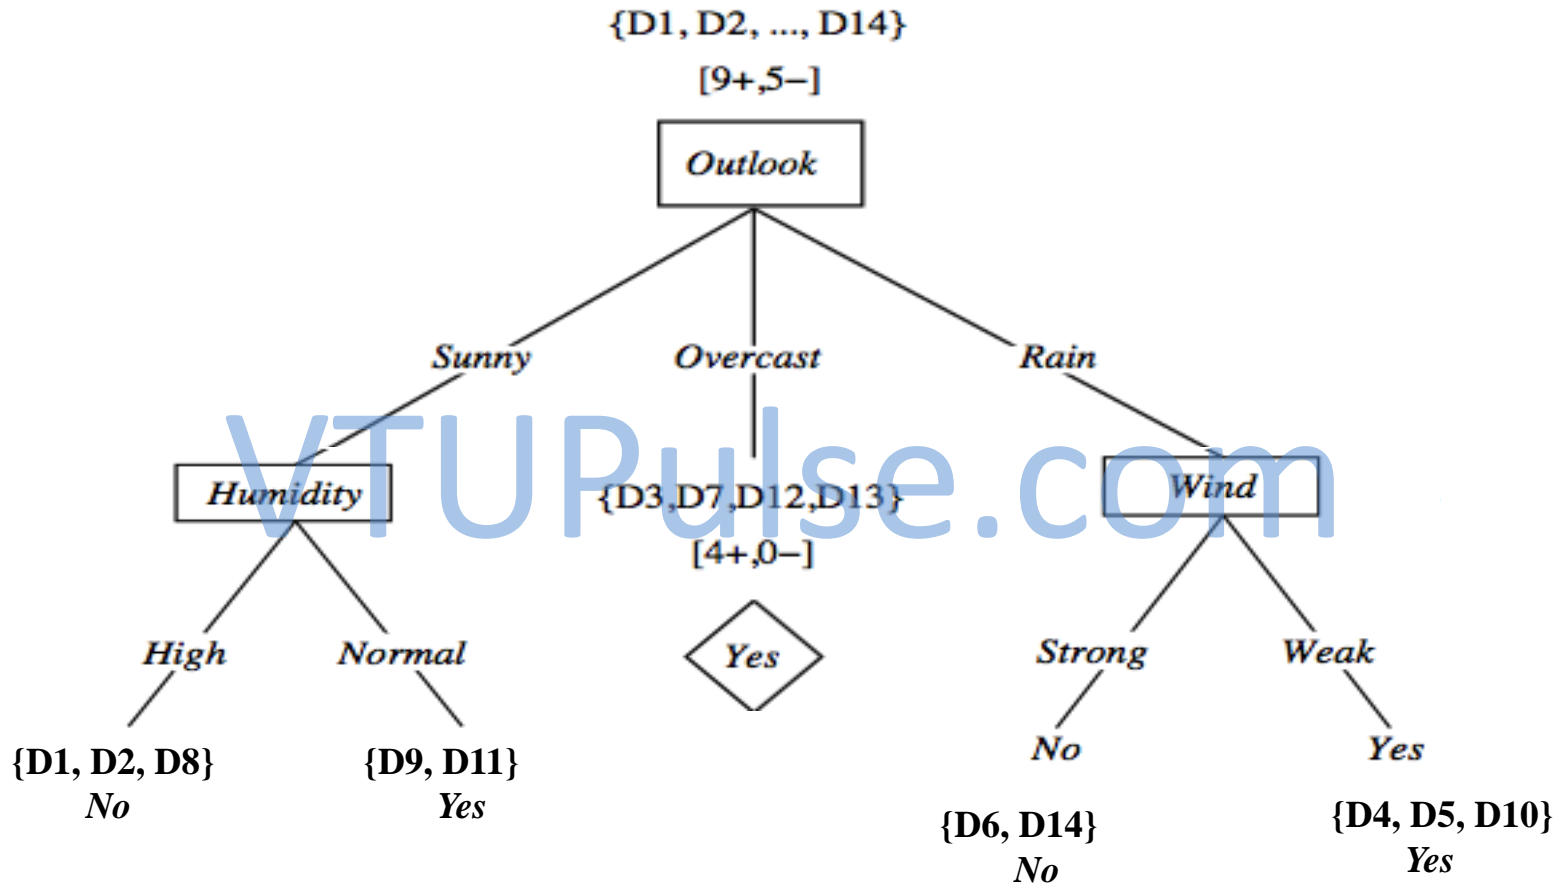 {D1, D2, ..., D14}
[9+,5−]
Outlook
Sunny
Overcast
Rain
VTUPulse.com
Humidity
{D3,D7,D12,D13}
[4+,0−]
Wind
High
Normal
Yes
Strong
Weak
{D1, D2, D8}
No
{D9, D11}
Yes
No
Yes
{D6, D14}
No
{D4, D5, D10}
Yes